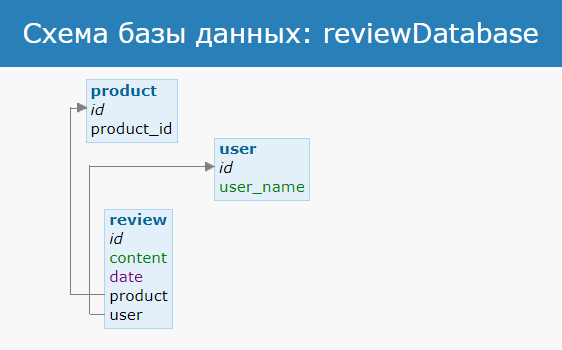 Схема базы данных: reviewDatabase
product
id
product_id
user
id
user_name
review
id
content
date
product
user